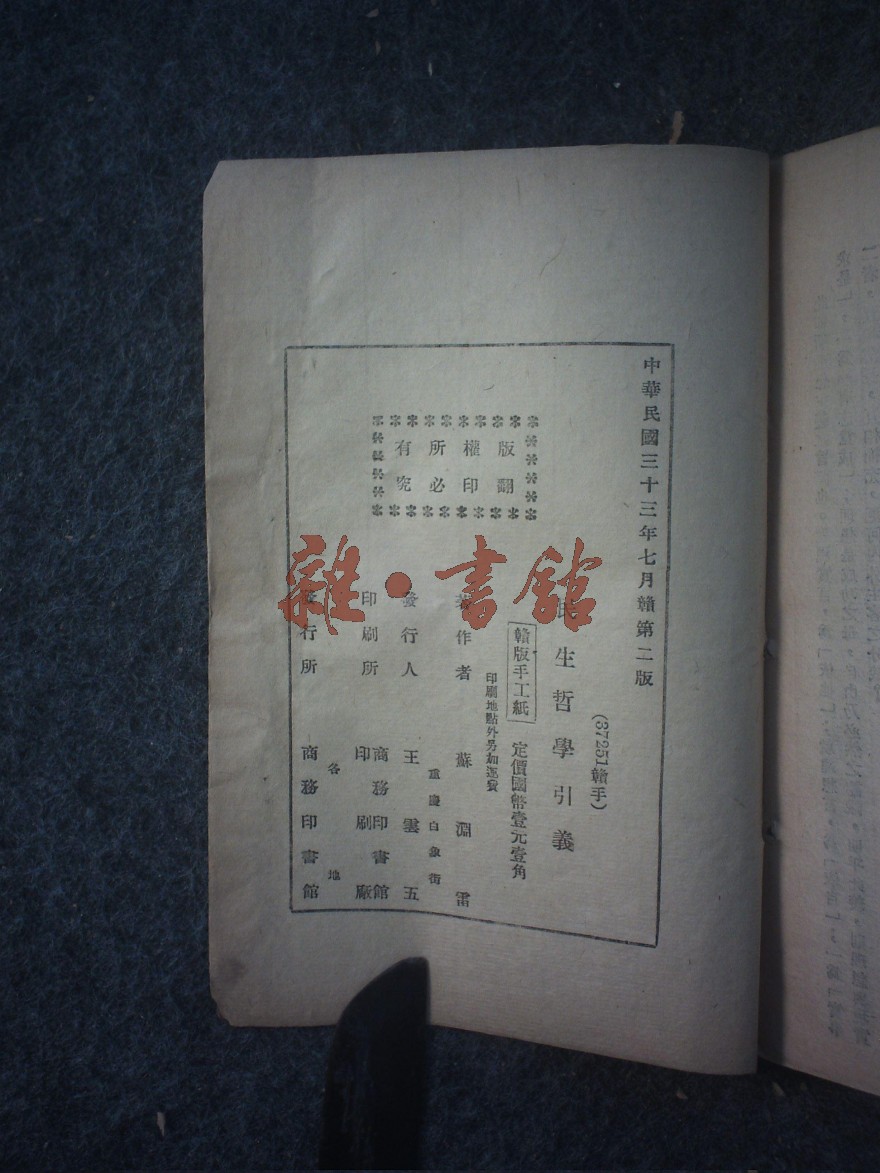 中華民國三十三年七月贛第二版
版權所有
翻印必究
(37251贛手)
民生哲學引義
贛版手工紙
定價國幣壹元壹角
印刷地點外另加運費
著作者 蘇淵雷
重慶白象街
發行人 王雲五
印刷所 商務印書館
印刷廠
發行所 各地
商務印書館
雜·書館